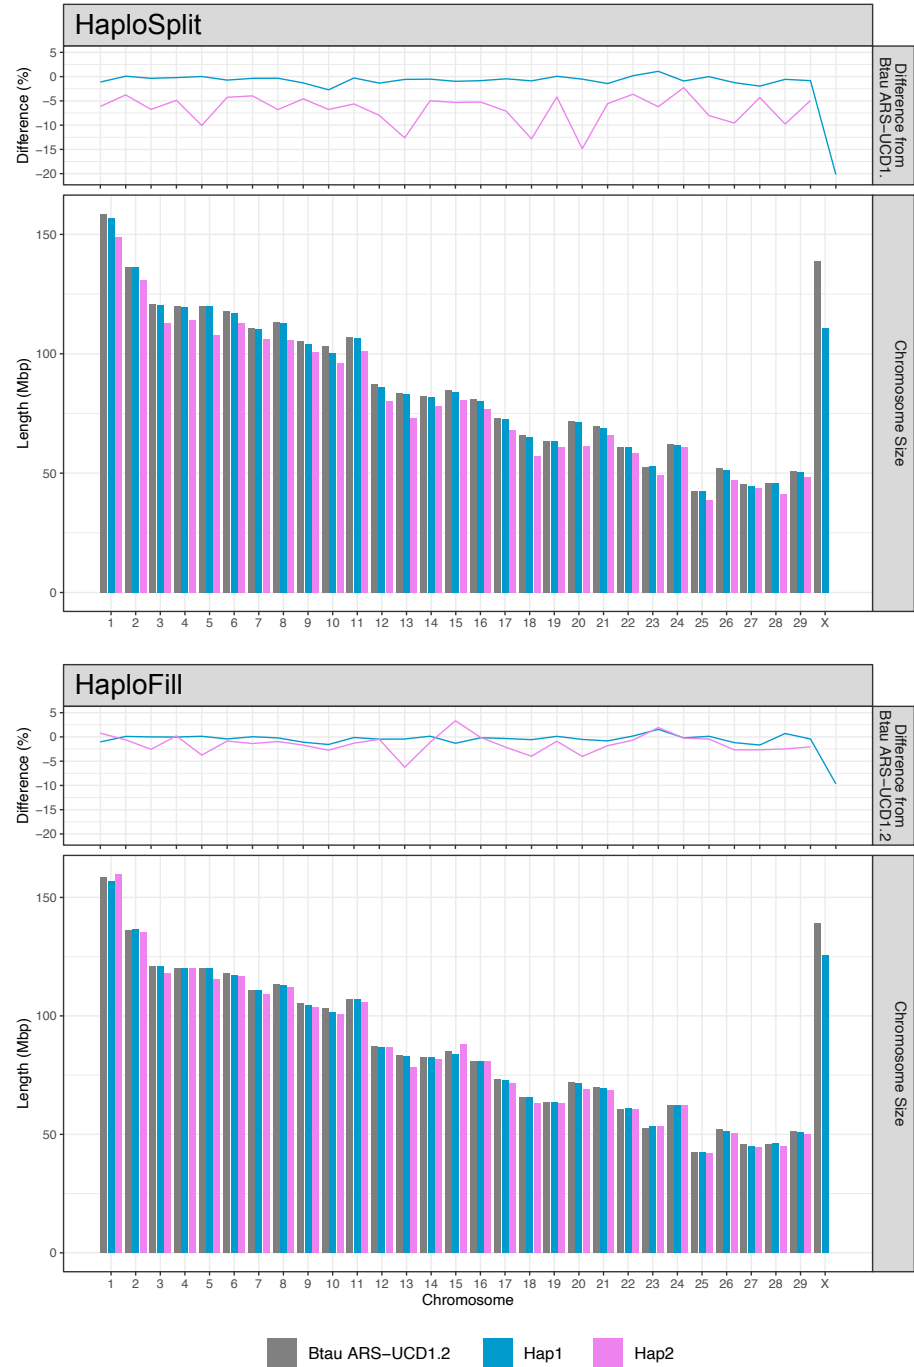 HaploSplit
5
0
−5
−10
−15
−20
Difference (%)
Difference from
Btau ARS−UCD1.
150
100
50
0
Length (Mbp)
Chromosome Size
1 2 3 4 5 6 7 8 9 10 11 12 13 14 15 16 17 18 19 20 21 22 23 24 25 26 27 28 29 X
HaploFill
5
0
−5
−10
−15
−20
Difference (%)
Difference from
Btau ARS−UCD1.2
150
100
50
0
Length (Mbp)
Chromosome Size
1 2 3 4 5 6 7 8 9 10 11 12 13 14 15 16 17 18 19 20 21 22 23 24 25 26 27 28 29 X
Chromosome
Btau ARS−UCD1.2 Hap1 Hap2